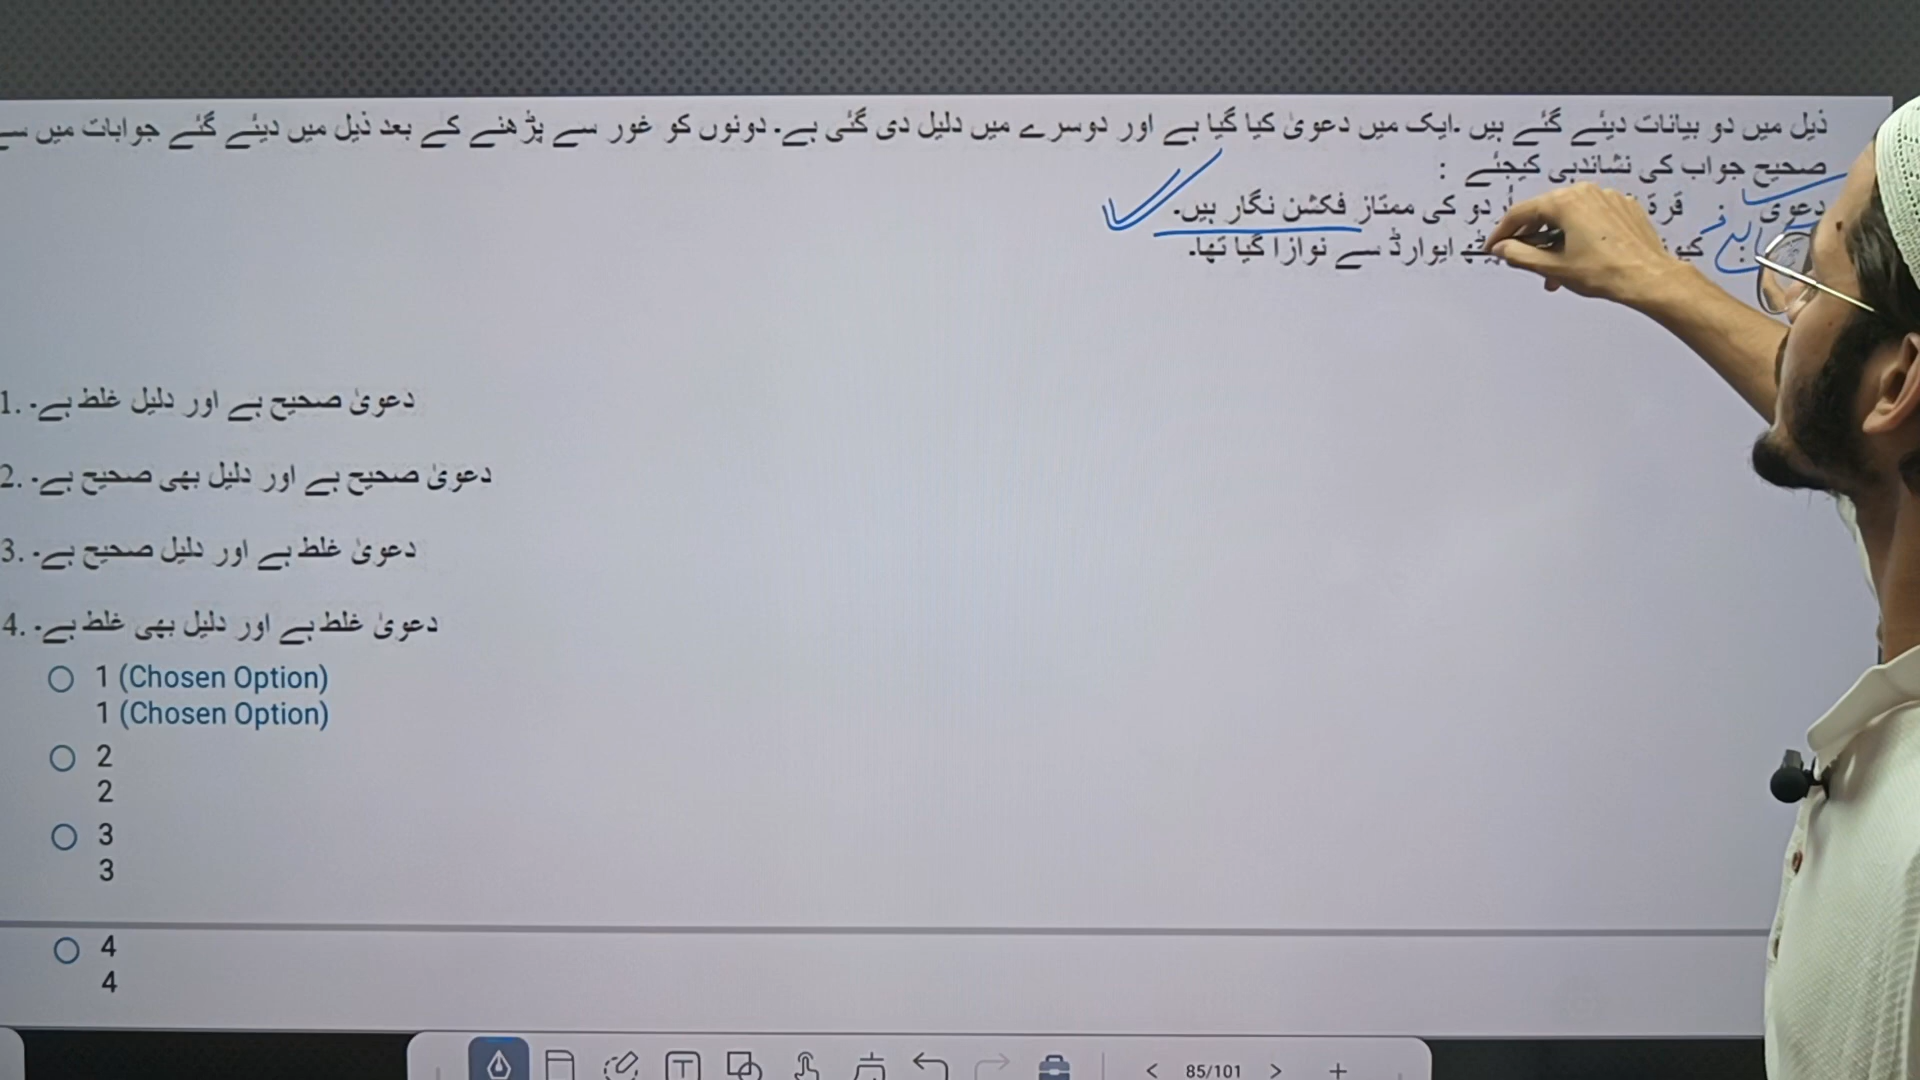 ذیل میں دو بیانات دیئے گئے ہیں ۔ایک میں دعویٰ کیا گیا ہے اور دوسرے میں دلیل دی گئی ہے۔ دونوں کو غور سے پڑھنے کے بعد ذیل میں دیئے گئے جوابات میں سے
صحیح جواب کی نشاندہی کیجئے :
دعویٰ : قرۃ اُردو کی ممتاز فکشن نگار ہیں۔
ایوارڈ سے نوازا گیا تھا۔
1. دعویٰ صحیح ہے اور دلیل غلط ہے۔
2. دعویٰ صحیح ہے اور دلیل بھی صحیح ہے۔
3. دعویٰ غلط ہے اور دلیل صحیح ہے۔
4. دعویٰ غلط ہے اور دلیل بھی غلط ہے۔
1 (Chosen Option)
1 (Chosen Option)
2
2
3
3
4
4
T
< 85/101 > +